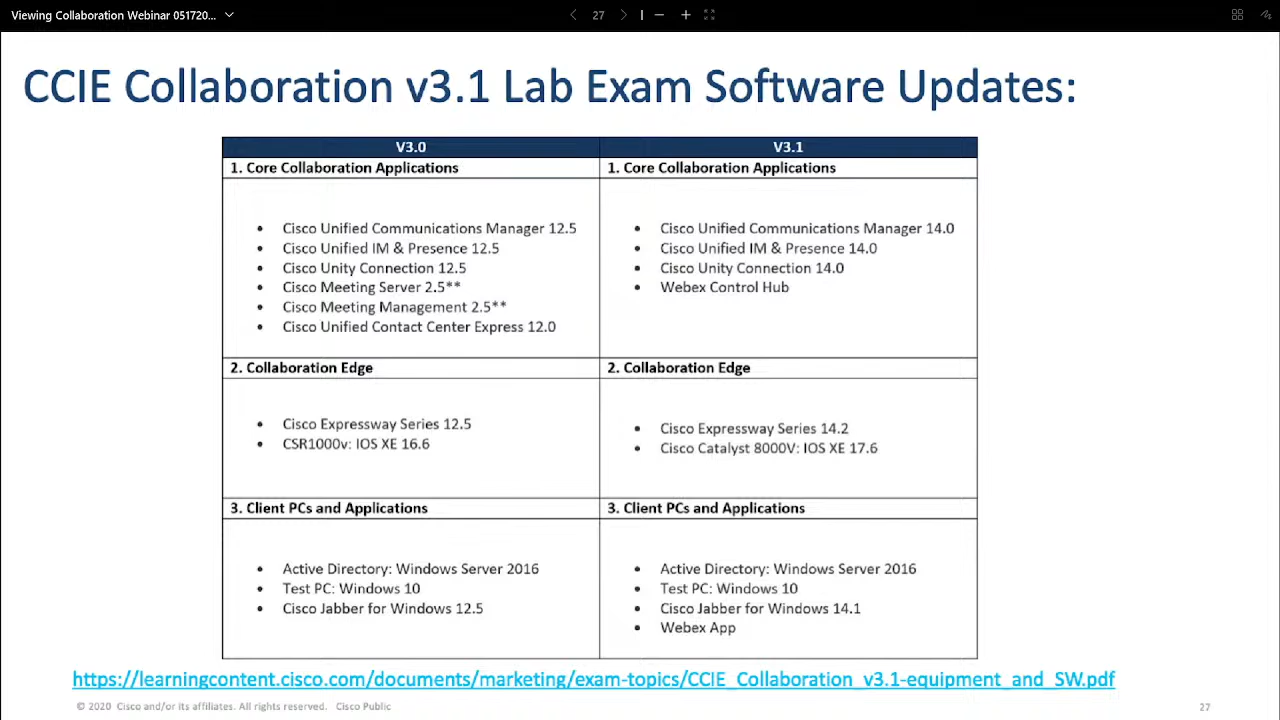 Viewing Collaboration Webinar 051720...
27
CCIE Collaboration v3.1 Lab Exam Software Updates:
V3.0
V3.1
1. Core Collaboration Applications
1. Core Collaboration Applications
• Cisco Unified Communications Manager 12.5
• Cisco Unified IM & Presence 12.5
• Cisco Unity Connection 12.5
• Cisco Meeting Server 2.5**
• Cisco Meeting Management 2.5**
• Cisco Unified Contact Center Express 12.0
• Cisco Unified Communications Manager 14.0
• Cisco Unified IM & Presence 14.0
• Cisco Unity Connection 14.0
• Webex Control Hub
2. Collaboration Edge
2. Collaboration Edge
• Cisco Expressway Series 12.5
• CSR1000v: IOS XE 16.6
• Cisco Expressway Series 14.2
• Cisco Catalyst 8000V: IOS XE 17.6
3. Client PCs and Applications
3. Client PCs and Applications
• Active Directory: Windows Server 2016
• Test PC: Windows 10
• Cisco Jabber for Windows 12.5
• Active Directory: Windows Server 2016
• Test PC: Windows 10
• Cisco Jabber for Windows 14.1
• Webex App
https://learningcontent.cisco.com/documents/marketing/exam-topics/CCIE_Collaboration_v3.1-equipment_and_SW.pdf
© 2020 Cisco and/or its affiliates. All rights reserved. Cisco Public
27